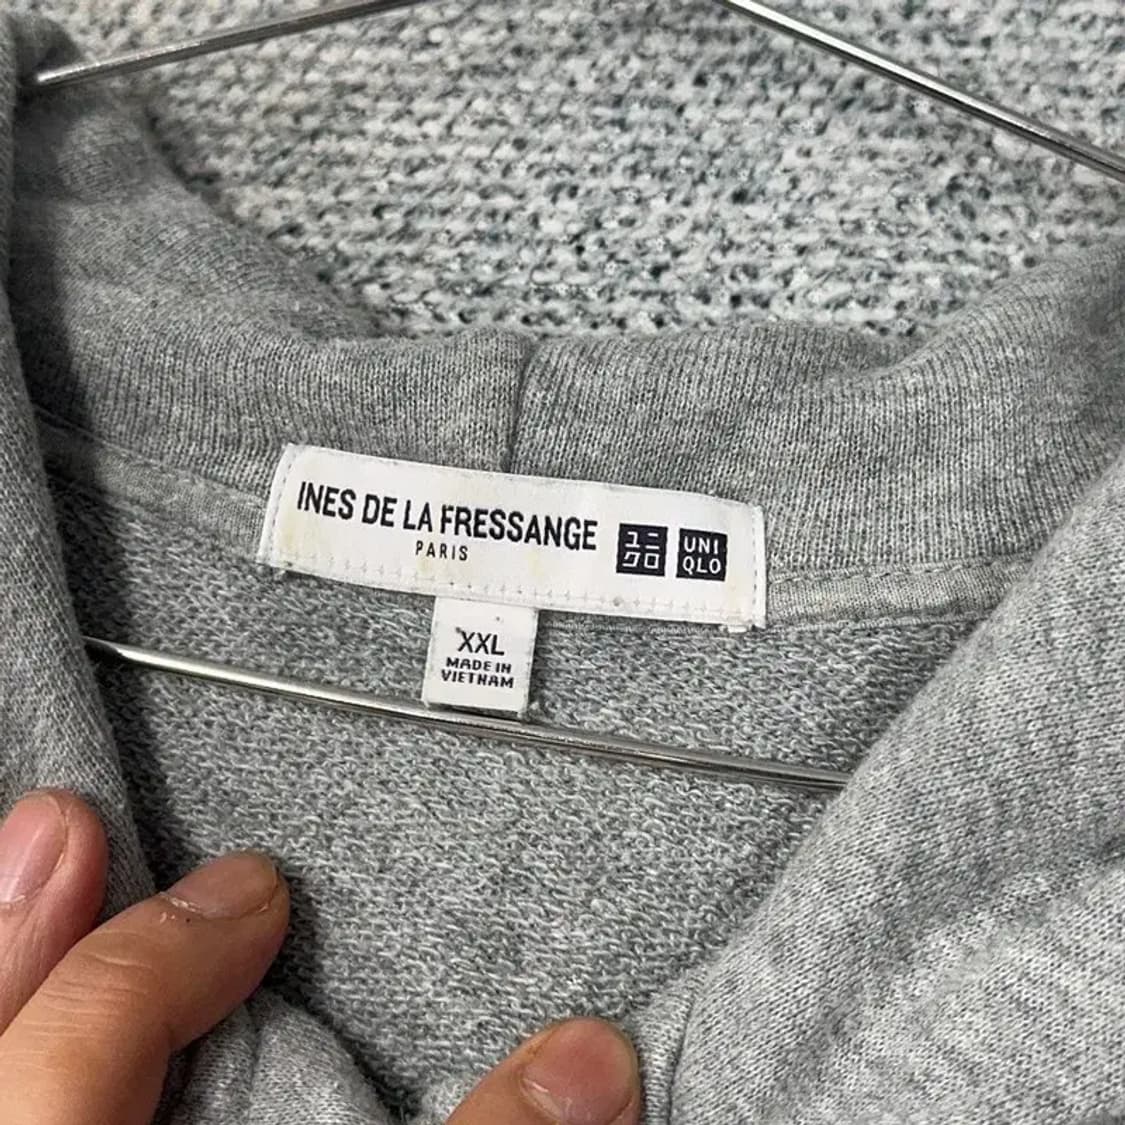 INES DE LA FRESSANGE
PARIS
ユニ
クロ
UNI
QLO
XXL
MADE IN
VIETNAM